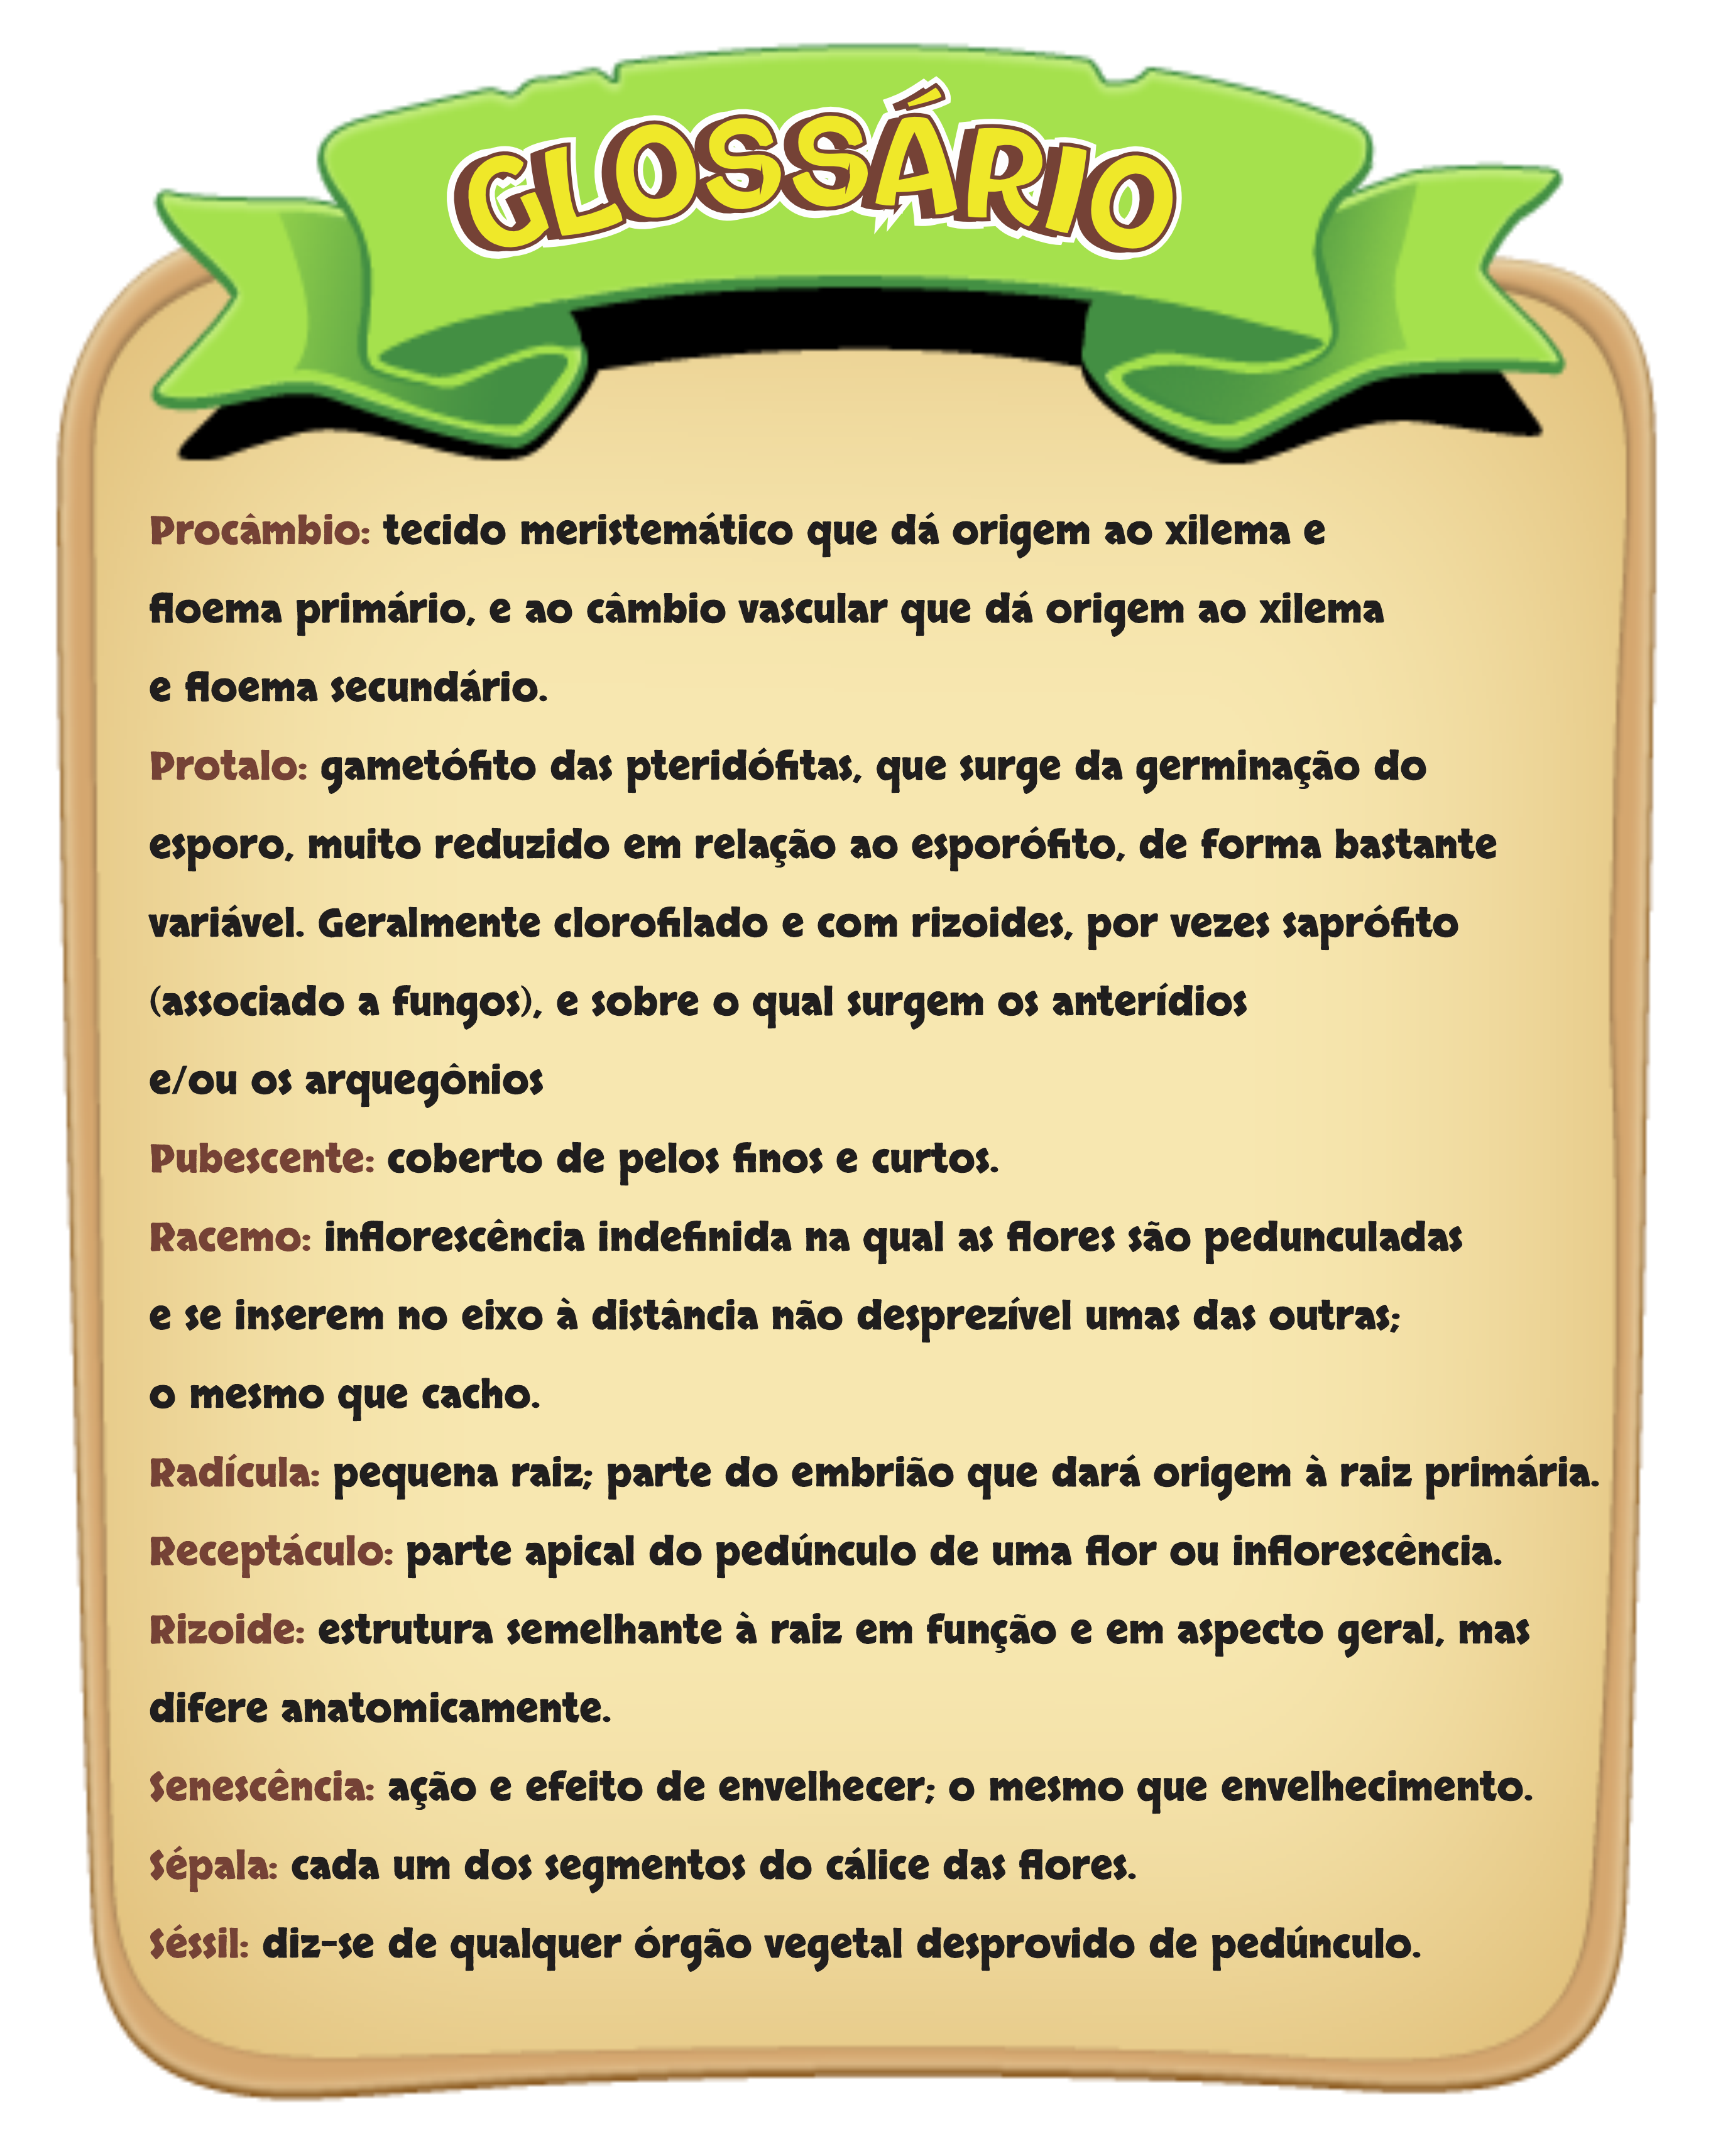 GLOSSÁRIO
Procâmbio: tecido meristemático que dá origem ao xilema e
floema primário, e ao câmbio vascular que dá origem ao xilema
e floema secundário.
Protalo: gametófito das pteridófitas, que surge da germinação do
esporo, muito reduzido em relação ao esporófito, de forma bastante
variável. Geralmente clorofilado e com rizoides, por vezes saprófito
(associado a fungos), e sobre o qual surgem os anterídios
e/ou os arquegônios
Pubescente: coberto de pelos finos e curtos.
Racemo: inflorescência indefinida na qual as flores são pedunculadas
e se inserem no eixo à distância não desprezível umas das outras;
o mesmo que cacho.
Radícula: pequena raiz; parte do embrião que dará origem à raiz primária.
Receptáculo: parte apical do pedúnculo de uma flor ou inflorescência.
Rizoide: estrutura semelhante à raiz em função e em aspecto geral, mas
difere anatomicamente.
Senescência: ação e efeito de envelhecer; o mesmo que envelhecimento.
Sépala: cada um dos segmentos do cálice das flores.
Séssil: diz-se de qualquer órgão vegetal desprovido de pedúnculo.